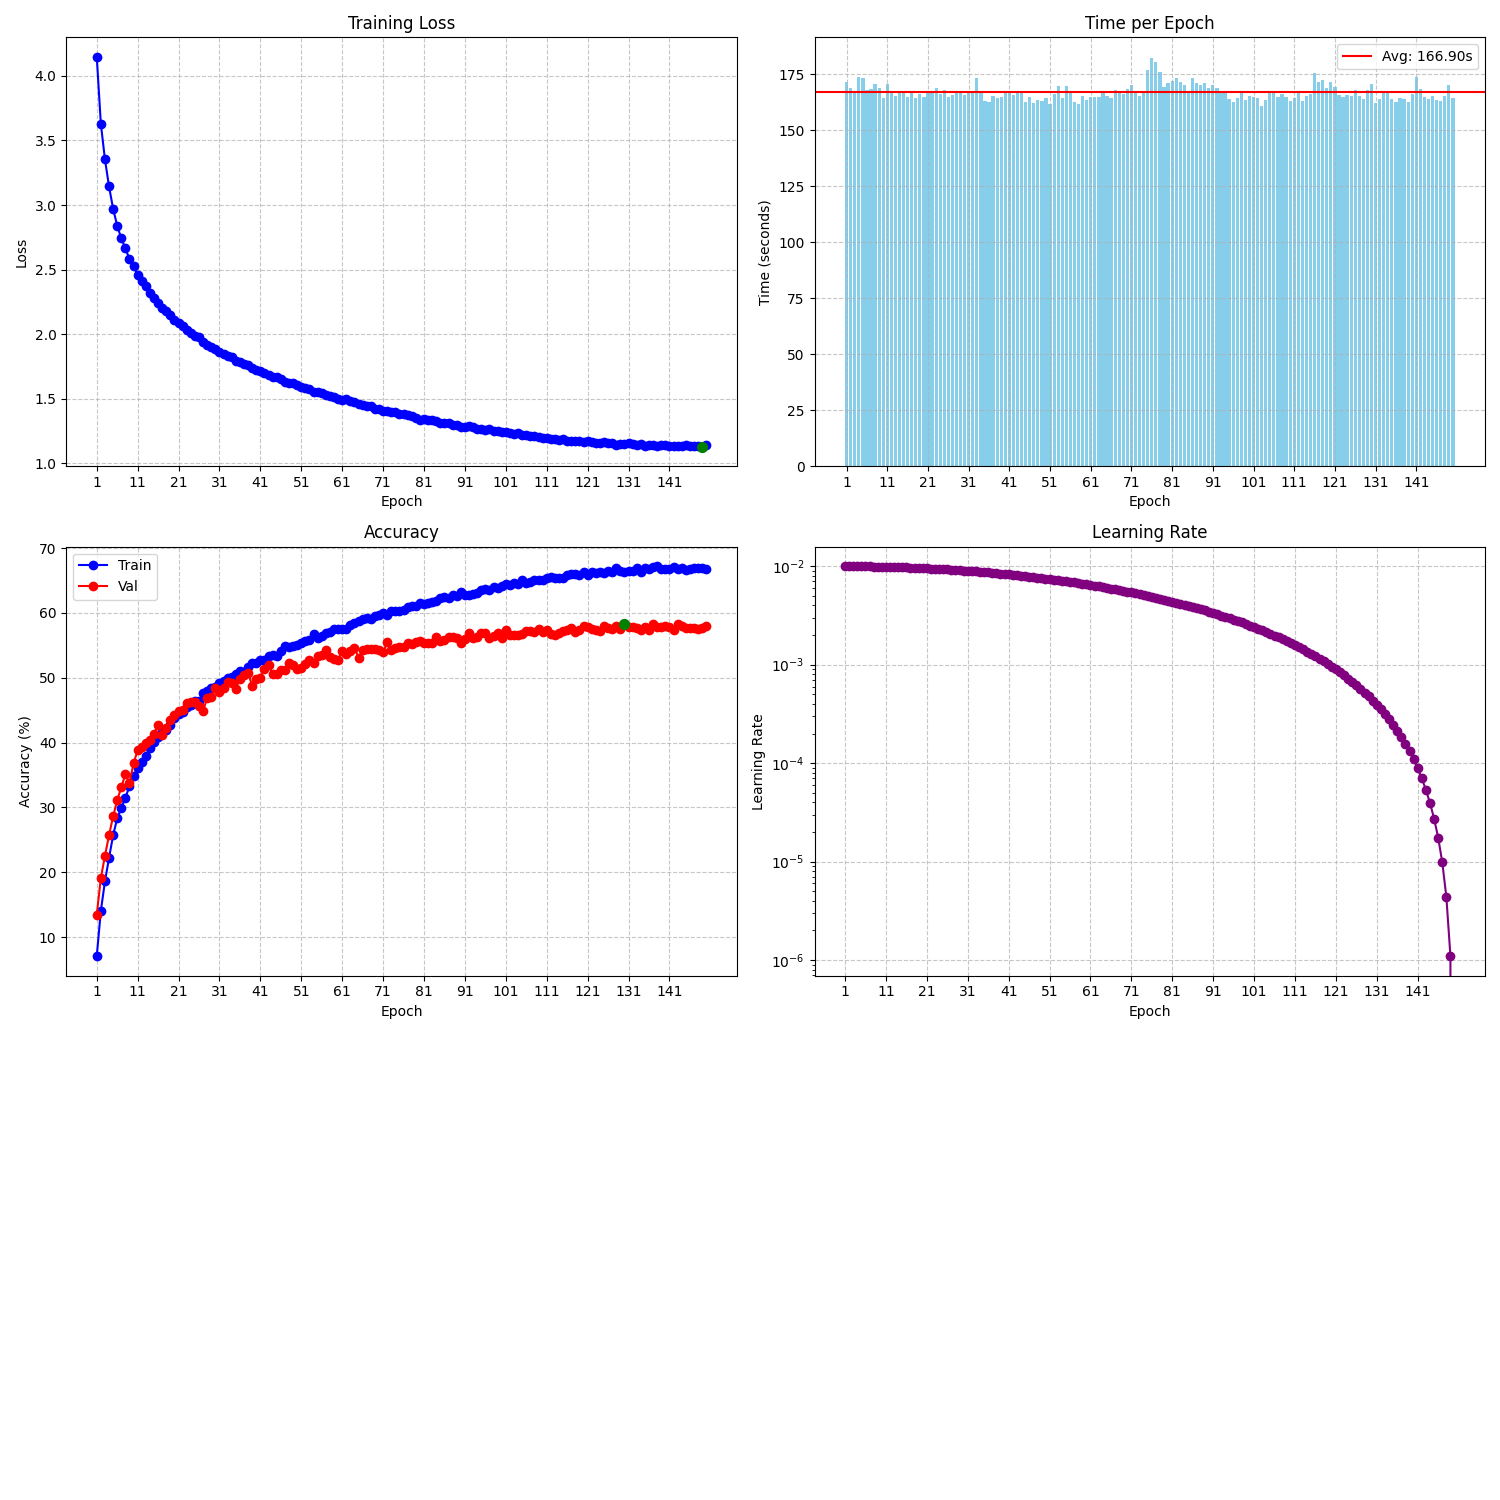 Training Loss
4.0
3.5
3.0
2.5
2.0
1.5
1.0
Loss
1 11 21 31 41 51 61 71 81 91 101 111 121 131 141
Epoch
Time per Epoch
Avg: 166.90s
175
150
125
100
75
50
25
0
Time (seconds)
1 11 21 31 41 51 61 71 81 91 101 111 121 131 141
Epoch
Accuracy
Train
Val
70
60
50
40
30
20
10
Accuracy (%)
1 11 21 31 41 51 61 71 81 91 101 111 121 131 141
Epoch
Learning Rate
10⁻²
10⁻³
10⁻⁴
10⁻⁵
10⁻⁶
Learning Rate
1 11 21 31 41 51 61 71 81 91 101 111 121 131 141
Epoch